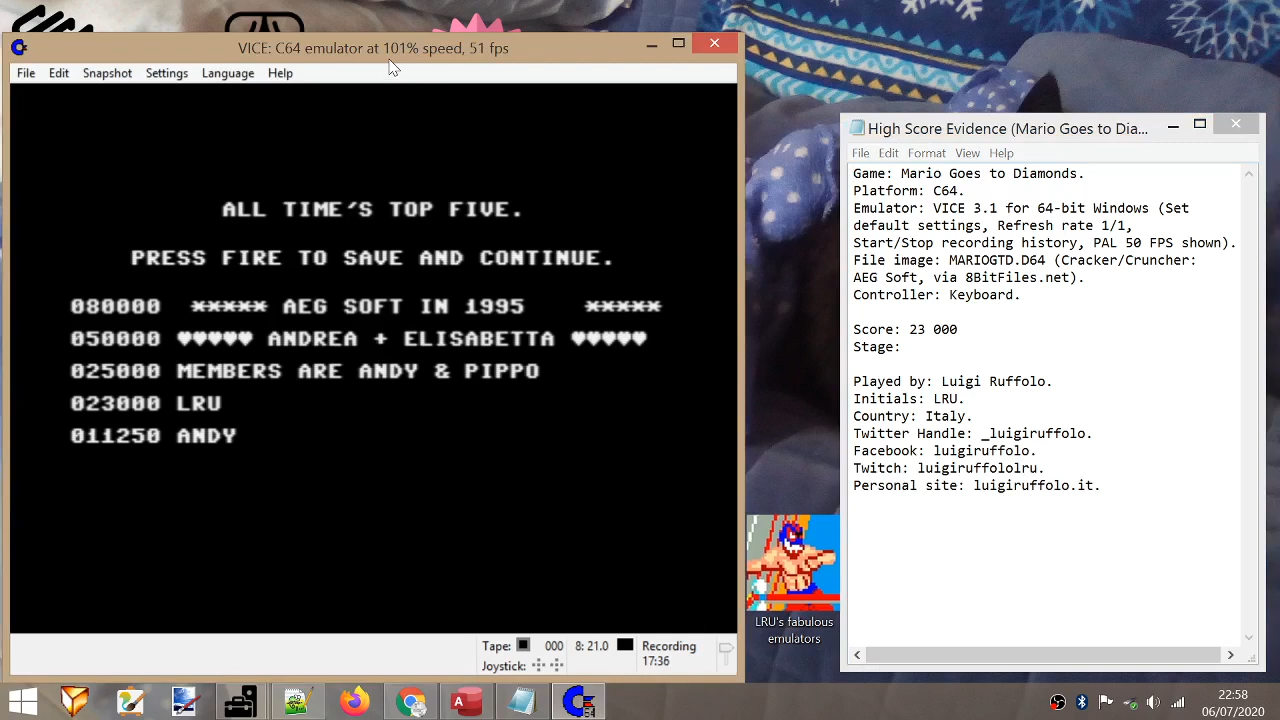 VICE: C64 emulator at 101% speed, 51 fps
File Edit Snapshot Settings Language Help
ALL TIME'S TOP FIVE.
PRESS FIRE TO SAVE AND CONTINUE.
080000 ***** AEG SOFT IN 1995 *****
050000 ♥♥♥♥♥ ANDREA + ELISABETTA ♥♥♥♥♥
025000 MEMBERS ARE ANDY & PIPPO
023000 LRU
011250 ANDY
Tape: 000 8: 21.0 Recording
Joystick: 17:36
High Score Evidence (Mario Goes to Dia...
File Edit Format View Help
Game: Mario Goes to Diamonds.
Platform: C64.
Emulator: VICE 3.1 for 64-bit Windows (Set
default settings, Refresh rate 1/1,
Start/Stop recording history, PAL 50 FPS shown).
File image: MARIOGTD.D64 (Cracker/Cruncher:
AEG Soft, via 8BitFiles.net).
Controller: Keyboard.
Score: 23 000
Stage:
Played by: Luigi Ruffolo.
Initials: LRU.
Country: Italy.
Twitter Handle: _luigiruffolo.
Facebook: luigiruffolo.
Twitch: luigiruffololru.
Personal site: luigiruffolo.it.
LRU's fabulous
emulators
22:58
06/07/2020